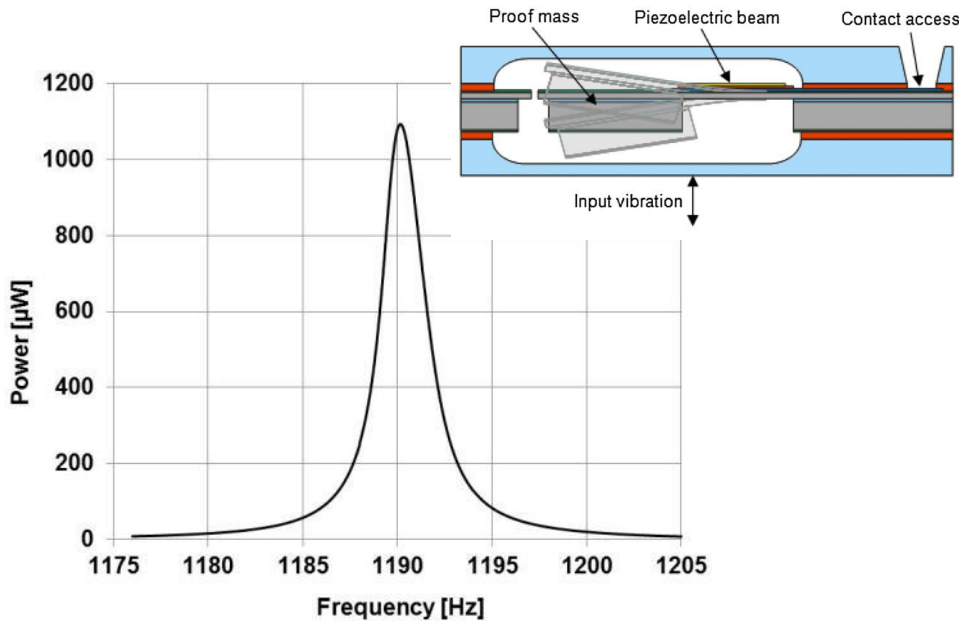 Proof mass
Piezoelectric beam
Contact access
Input vibration
Power [µW]
1200
1000
800
600
400
200
0
1175
1180
1185
1190
1195
1200
1205
Frequency [Hz]